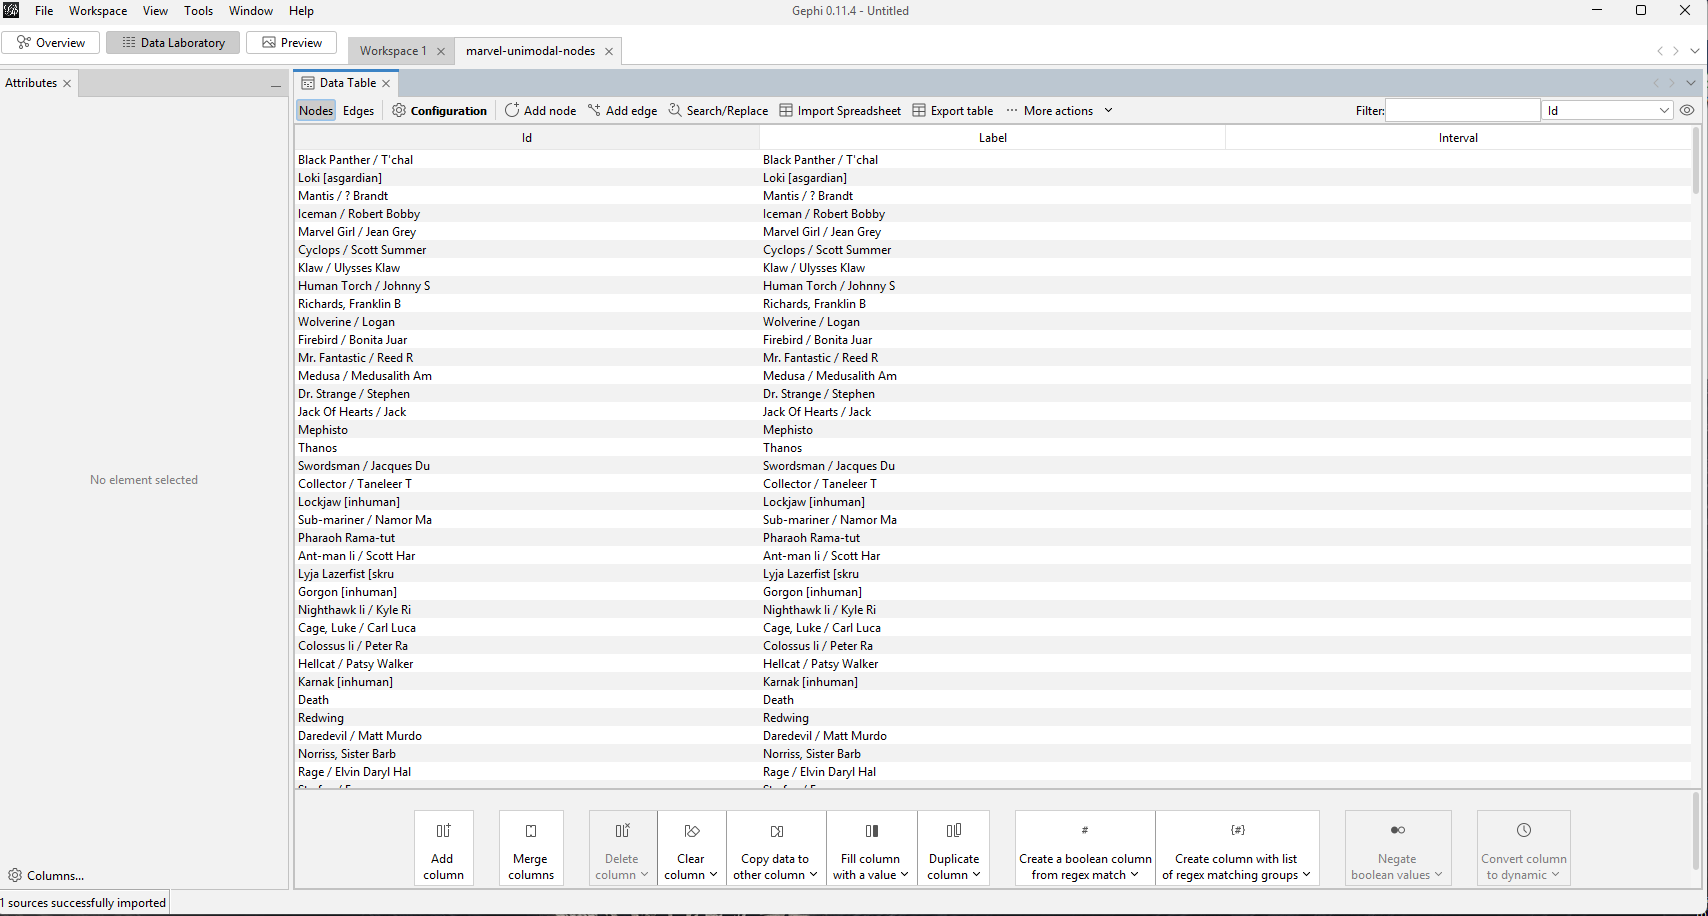 File Workspace View Tools Window Help Gephi 0.11.4 - Untitled
Overview Data Laboratory Preview Workspace 1 marvel-unimodal-nodes
Attributes Data Table
Nodes Edges Configuration Add node Add edge Search/Replace Import Spreadsheet Export table More actions Filter: Id
Id Label Interval
Black Panther / T'chal Black Panther / T'chal
Loki [asgardian] Loki [asgardian]
Mantis / ? Brandt Mantis / ? Brandt
Iceman / Robert Bobby Iceman / Robert Bobby
Marvel Girl / Jean Grey Marvel Girl / Jean Grey
Cyclops / Scott Summer Cyclops / Scott Summer
Klaw / Ulysses Klaw Klaw / Ulysses Klaw
Human Torch / Johnny S Human Torch / Johnny S
Richards, Franklin B Richards, Franklin B
Wolverine / Logan Wolverine / Logan
Firebird / Bonita Juar Firebird / Bonita Juar
Mr. Fantastic / Reed R Mr. Fantastic / Reed R
Medusa / Medusalith Am Medusa / Medusalith Am
Dr. Strange / Stephen Dr. Strange / Stephen
Jack Of Hearts / Jack Jack Of Hearts / Jack
Mephisto Mephisto
Thanos Thanos
Swordsman / Jacques Du Swordsman / Jacques Du
No element selected
Collector / Taneleer T Collector / Taneleer T
Lockjaw [inhuman] Lockjaw [inhuman]
Sub-mariner / Namor Ma Sub-mariner / Namor Ma
Pharaoh Rama-tut Pharaoh Rama-tut
Ant-man Ii / Scott Har Ant-man Ii / Scott Har
Lyja Lazerfist [skru Lyja Lazerfist [skru
Gorgon [inhuman] Gorgon [inhuman]
Nighthawk Ii / Kyle Ri Nighthawk Ii / Kyle Ri
Cage, Luke / Carl Luca Cage, Luke / Carl Luca
Colossus Ii / Peter Ra Colossus Ii / Peter Ra
Hellcat / Patsy Walker Hellcat / Patsy Walker
Karnak [inhuman] Karnak [inhuman]
Death Death
Redwing Redwing
Daredevil / Matt Murdo Daredevil / Matt Murdo
Norriss, Sister Barb Norriss, Sister Barb
Rage / Elvin Daryl Hal Rage / Elvin Daryl Hal
Add column
Merge columns
Delete column
Clear column
Copy data to other column
Fill column with a value
Duplicate column
# Create a boolean column from regex match
{#} Create column with list of regex matching groups
Negate boolean values
Convert column to dynamic
Columns...
1 sources successfully imported